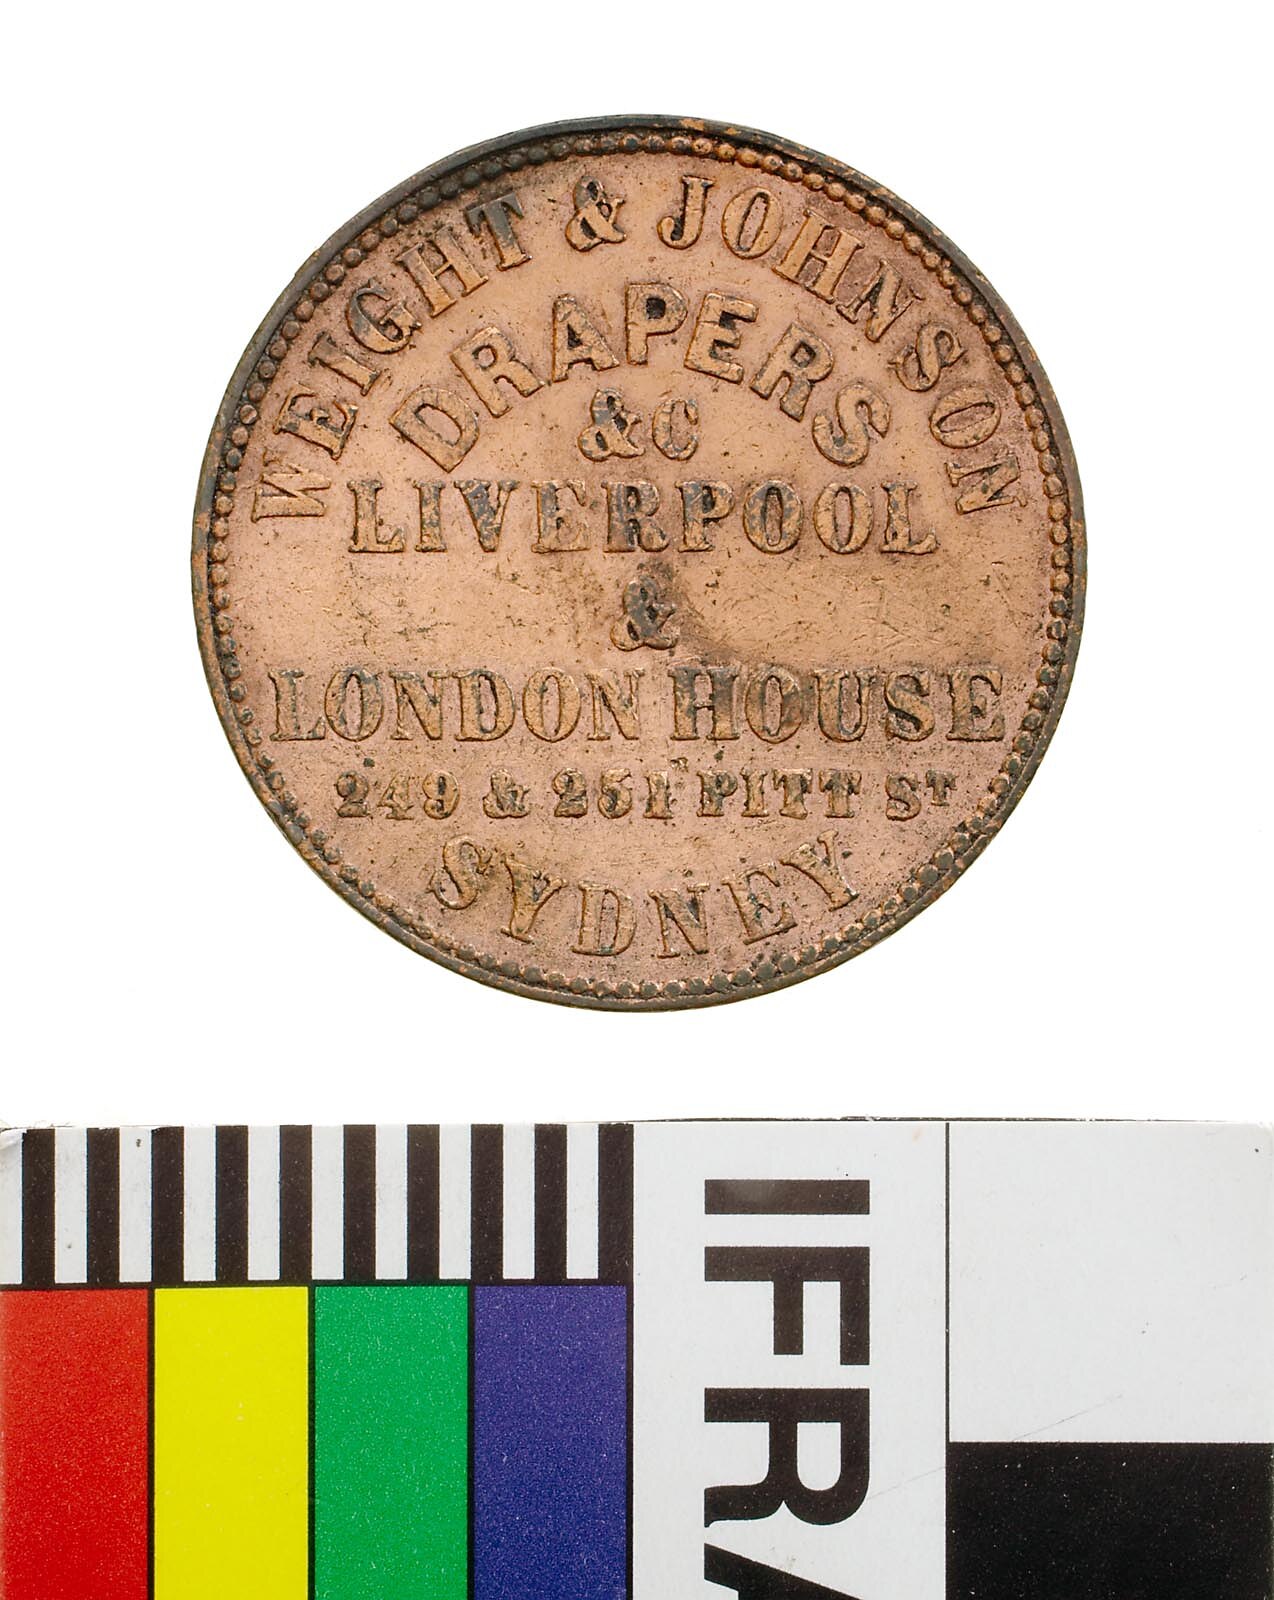 WEIGHT & JOHNSON
DRAPERS
&C
LIVERPOOL
&
LONDON HOUSE
249 & 251 PITT ST
SYDNEY
IFRA